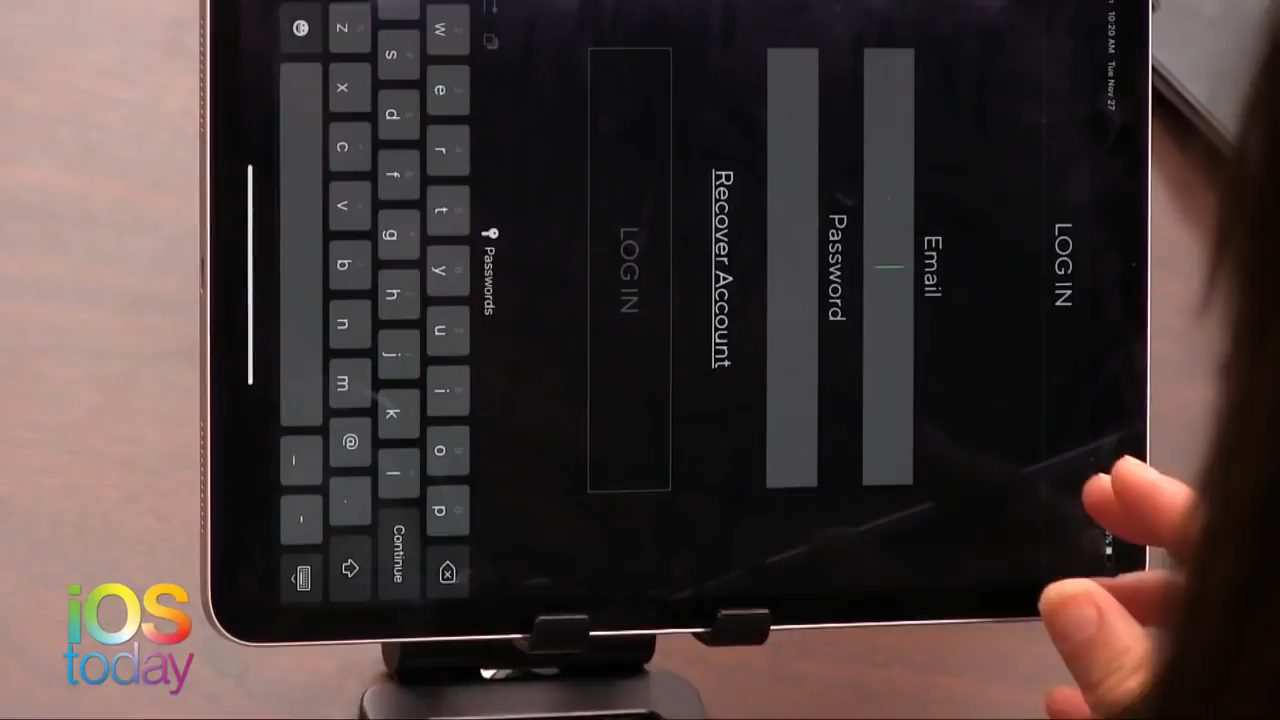 10:20 AM Tue Nov 27
LOG IN
Email
Password
Recover Account
LOG IN
Passwords
w e r t y u i o p
s d f g h j k l Continue
z x c v b n m @ .
_ -
iOS
today